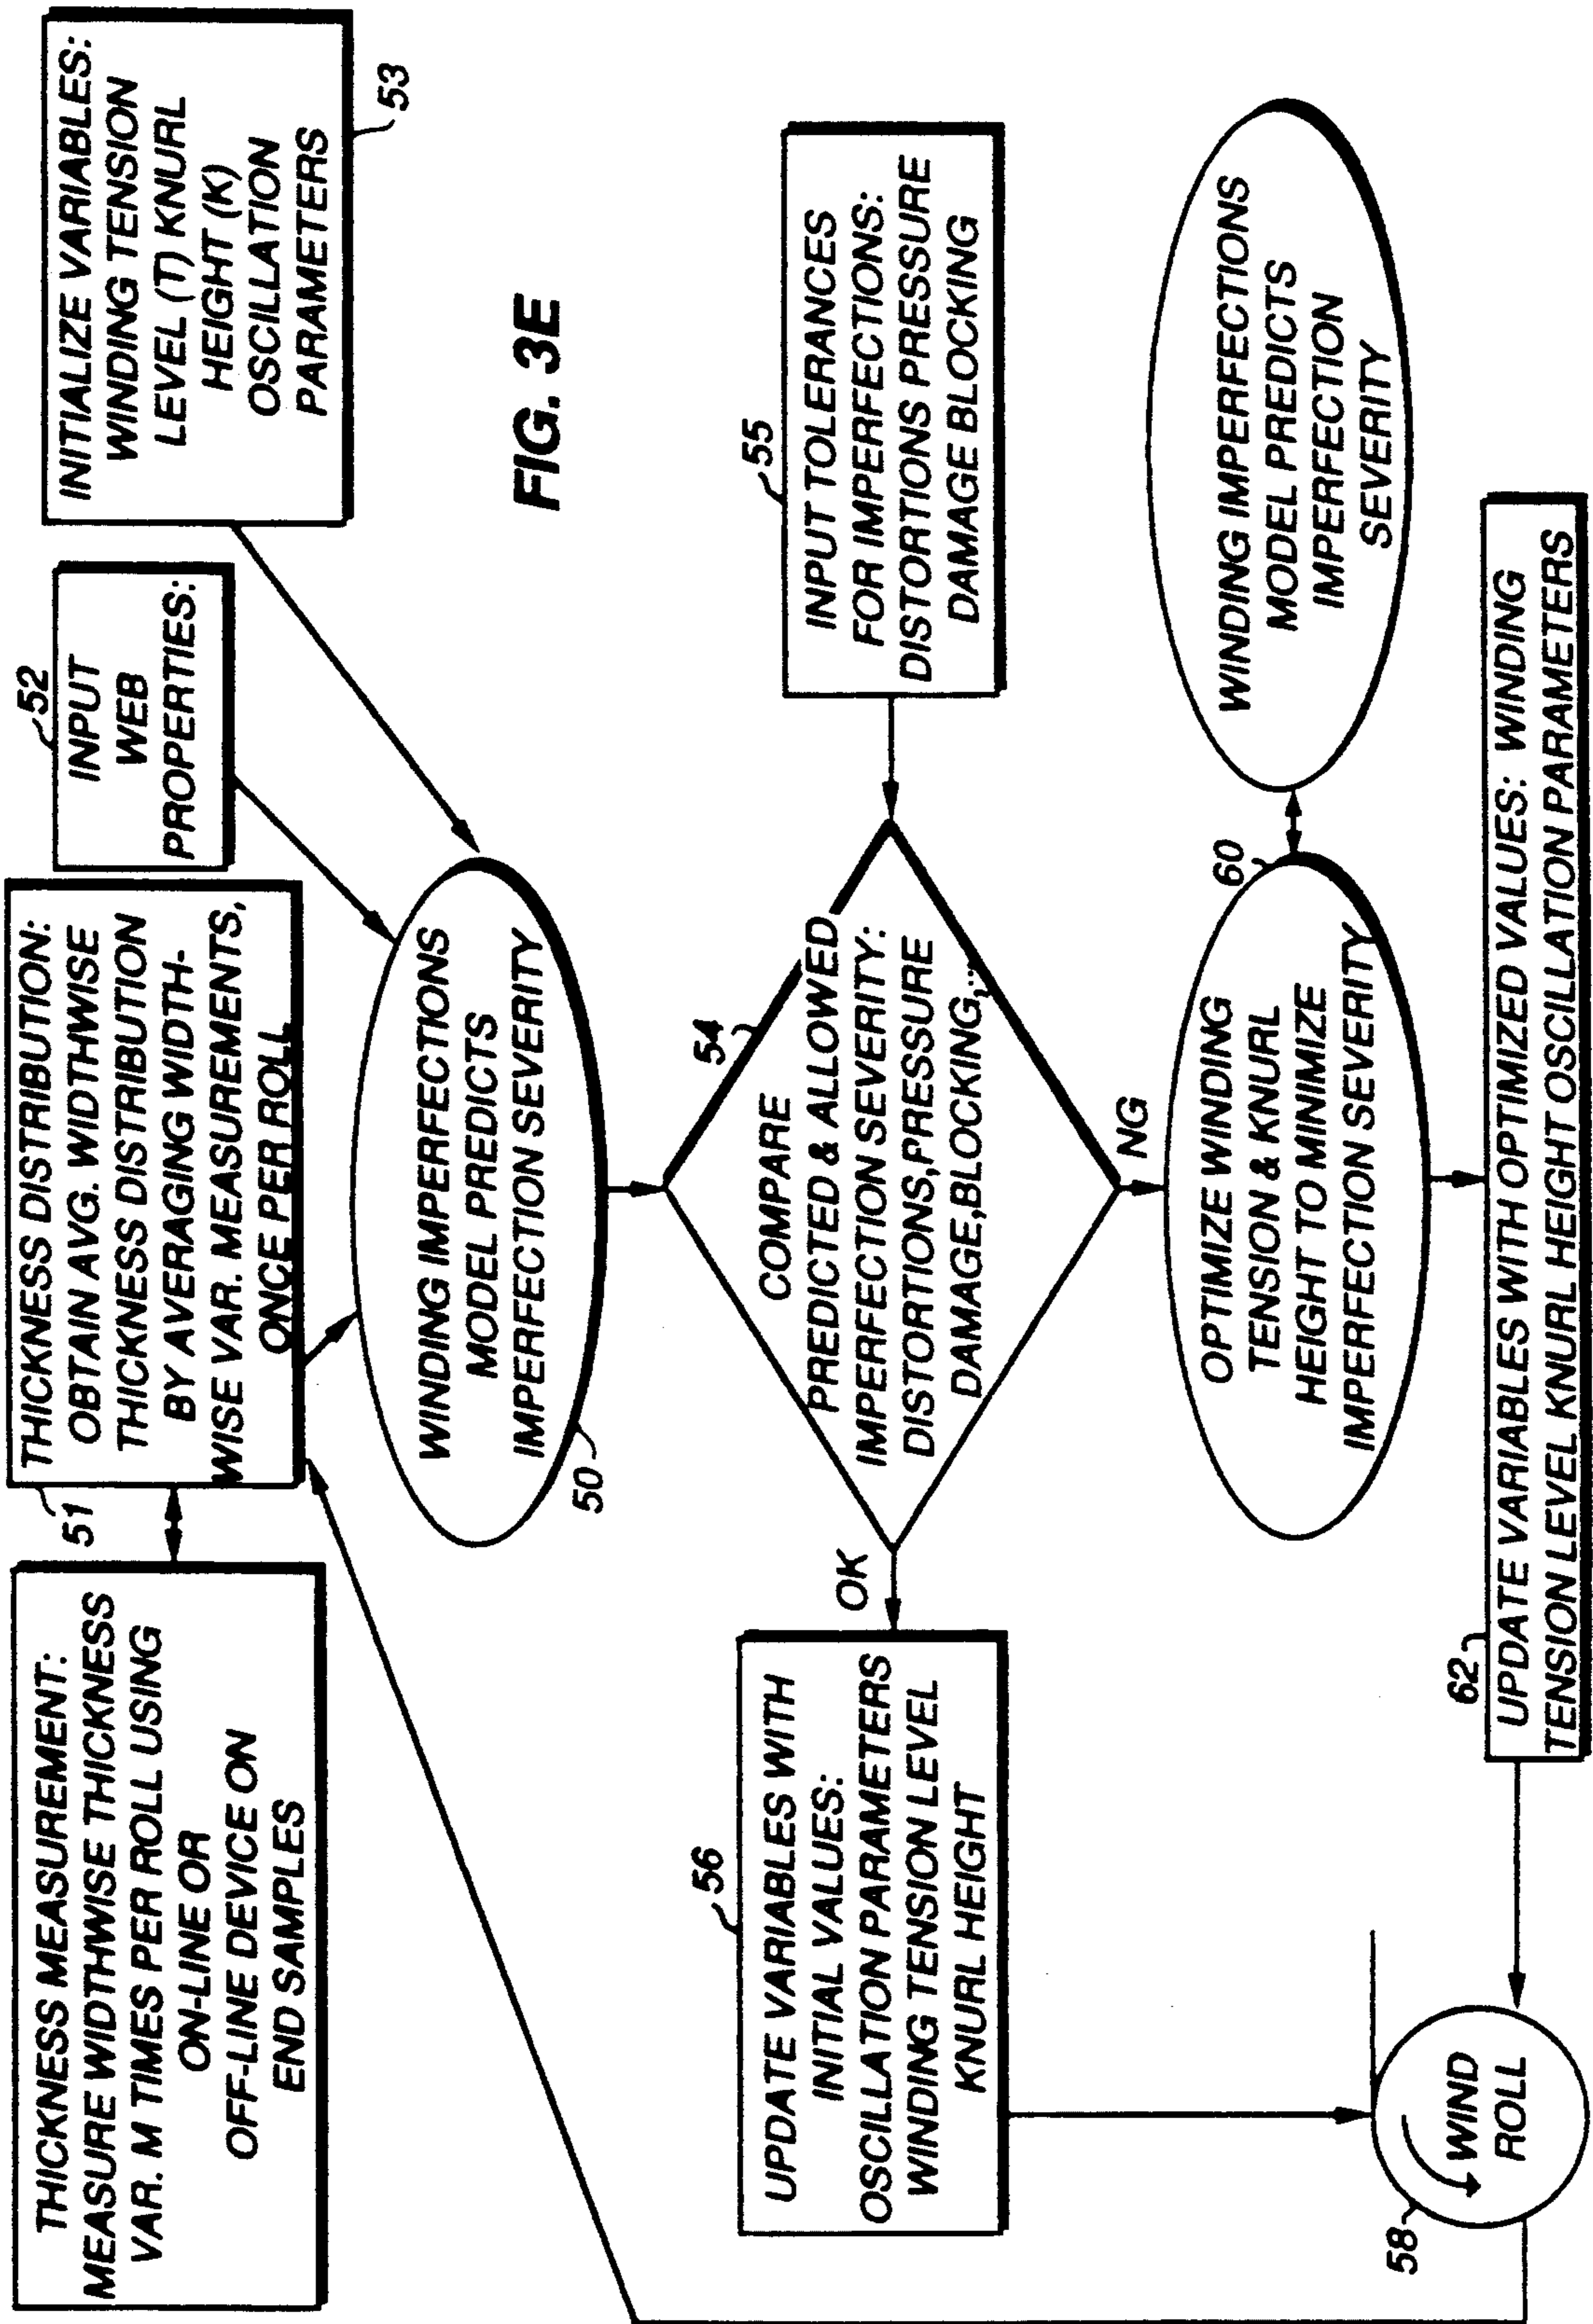 THICKNESS MEASUREMENT:
MEASURE WIDTHWISE THICKNESS
VAR. M TIMES PER ROLL USING
ON-LINE OR
OFF-LINE DEVICE ON
END SAMPLES
51
THICKNESS DISTRIBUTION:
OBTAIN AVG. WIDTHWISE
THICKNESS DISTRIBUTION
BY AVERAGING WIDTH-
WISE VAR. MEASUREMENTS,
ONCE PER ROLL
52
INPUT
WEB
PROPERTIES:
INITIALIZE VARIABLES:
WINDING TENSION
LEVEL (T) KNURL
HEIGHT (K)
OSCILLATION
PARAMETERS
53
WINDING IMPERFECTIONS
MODEL PREDICTS
IMPERFECTION SEVERITY
50
FIG. 3E
54
COMPARE
PREDICTED & ALLOWED
IMPERFECTION SEVERITY:
DISTORTIONS,PRESSURE
DAMAGE,BLOCKING,..
55
INPUT TOLERANCES
FOR IMPERFECTIONS:
DISTORTIONS PRESSURE
DAMAGE BLOCKING
OK
NG
56
UPDATE VARIABLES WITH
INITIAL VALUES:
OSCILLATION PARAMETERS
WINDING TENSION LEVEL
KNURL HEIGHT
60
OPTIMIZE WINDING
TENSION & KNURL
HEIGHT TO MINIMIZE
IMPERFECTION SEVERITY
WINDING IMPERFECTIONS
MODEL PREDICTS
IMPERFECTION
SEVERITY
58
WIND
ROLL
62
UPDATE VARIABLES WITH OPTIMIZED VALUES: WINDING
TENSION LEVEL KNURL HEIGHT OSCILLATION PARAMETERS